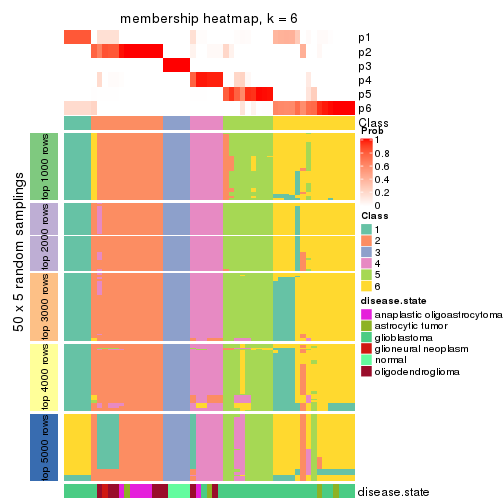 membership heatmap, k = 6
p1
p2
p3
p4
p5
p6
Class
50 x 5 random samplings
top 1000 rows
top 2000 rows
top 3000 rows
top 4000 rows
top 5000 rows
Prob
1
0.8
0.6
0.4
0.2
0
Class
1
2
3
4
5
6
disease.state
anaplastic oligoastrocytoma
astrocytic tumor
glioblastoma
glioneural neoplasm
normal
oligodendroglioma
disease.state